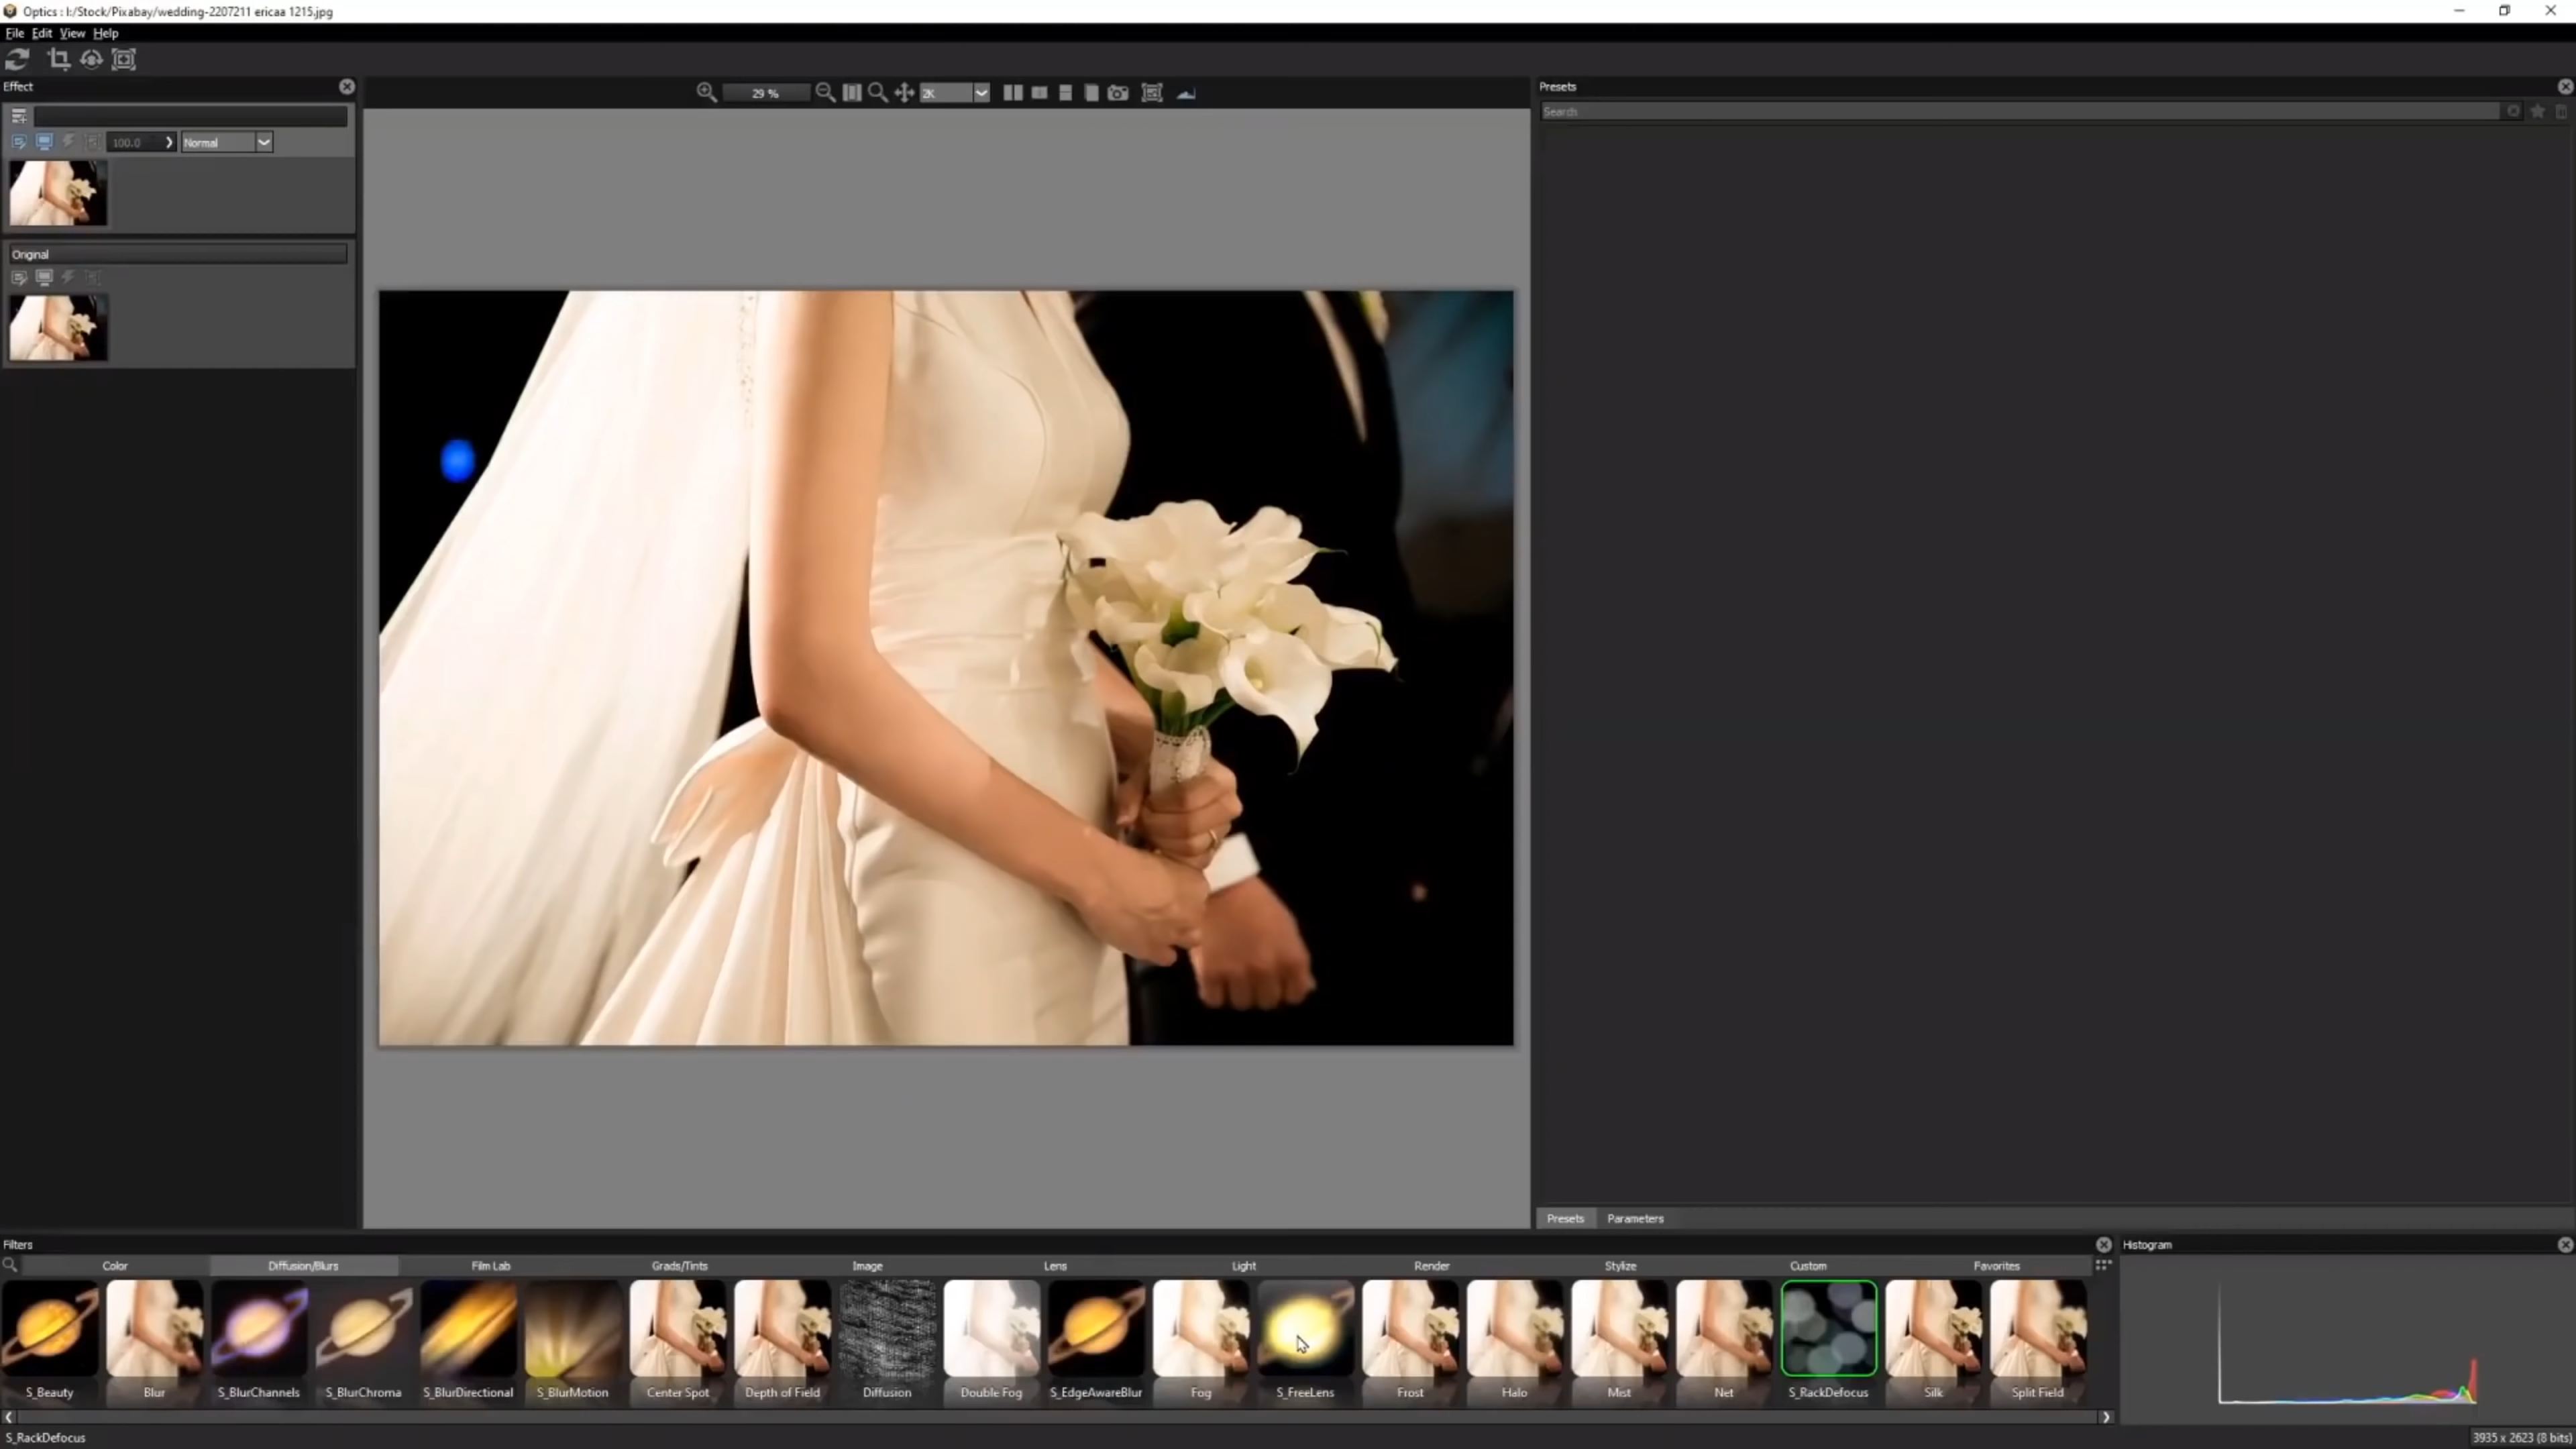 Optics : I:/Stock/Pixabay/wedding-2207211 ericaa 1215.jpg
File Edit View Help
Effect
29 %
2K
Presets
Search
100.0
Normal
Original
Presets Parameters
Filters
Histogram
Color Diffusion/Blurs Film Lab Grads/Tints Image Lens Light Render Stylize Custom Favorites
S_Beauty Blur S_BlurChannels S_BlurChroma S_BlurDirectional S_BlurMotion Center Spot Depth of Field Diffusion Double Fog S_EdgeAwareBlur Fog S_FreeLens Frost Halo Mist Net S_RackDefocus Silk Split Field
S_RackDefocus
3935 x 2623 (8 bits)